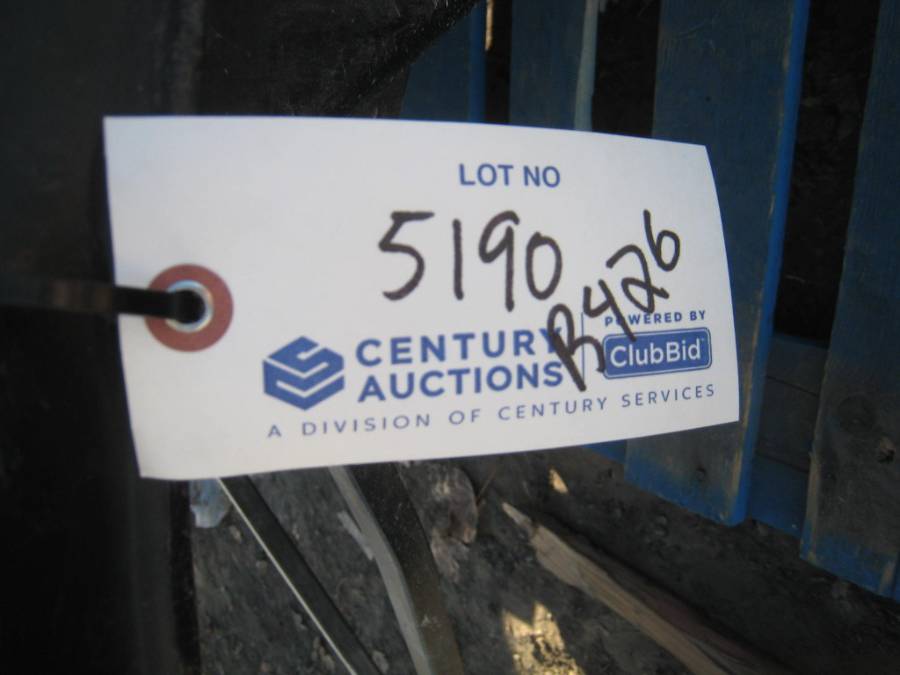 LOT NO
5190
R426
CENTURY
AUCTIONS
POWERED BY
ClubBid
A DIVISION OF CENTURY SERVICES